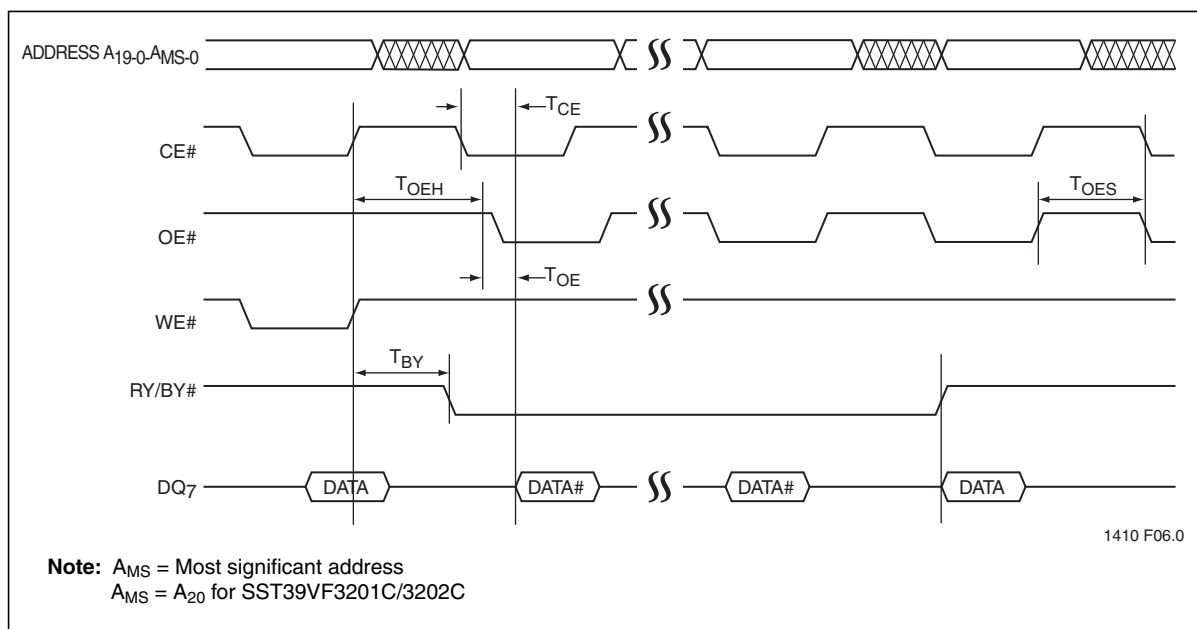 ADDRESS A19-0-AMS-0
TCE
CE#
TOEH
TOES
OE#
TOE
WE#
TBY
RY/BY#
DQ7
DATA
DATA#
DATA#
DATA
1410 F06.0
Note: AMS = Most significant address
AMS = A20 for SST39VF3201C/3202C